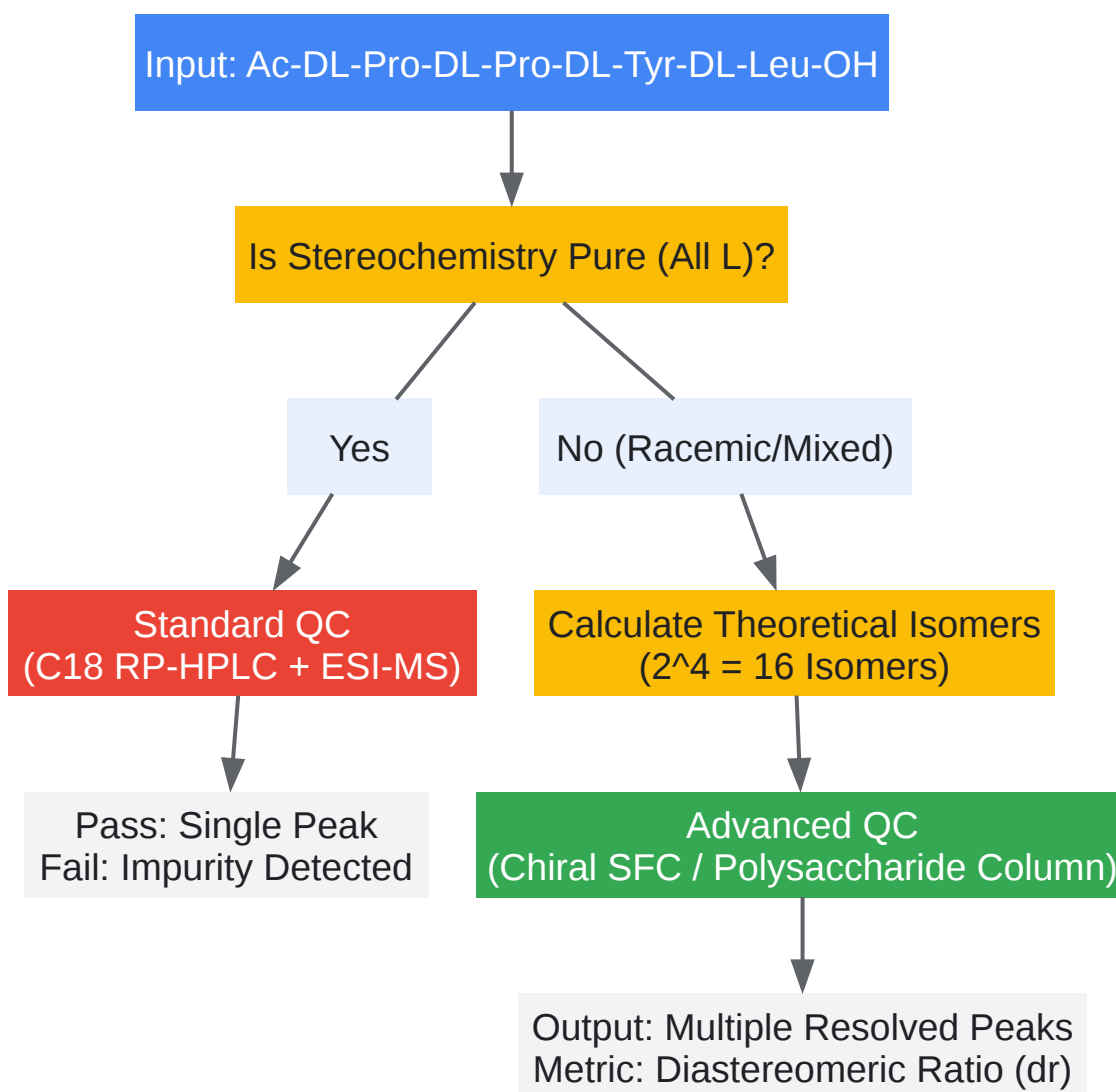 Input: Ac-DL-Pro-DL-Pro-DL-Tyr-DL-Leu-OH
Is Stereochemistry Pure (All L)?
Yes
No (Racemic/Mixed)
Standard QC
(C18 RP-HPLC + ESI-MS)
Calculate Theoretical Isomers
(2^4 = 16 Isomers)
Pass: Single Peak
Fail: Impurity Detected
Advanced QC
(Chiral SFC / Polysaccharide Column)
Output: Multiple Resolved Peaks
Metric: Diastereomeric Ratio (dr)